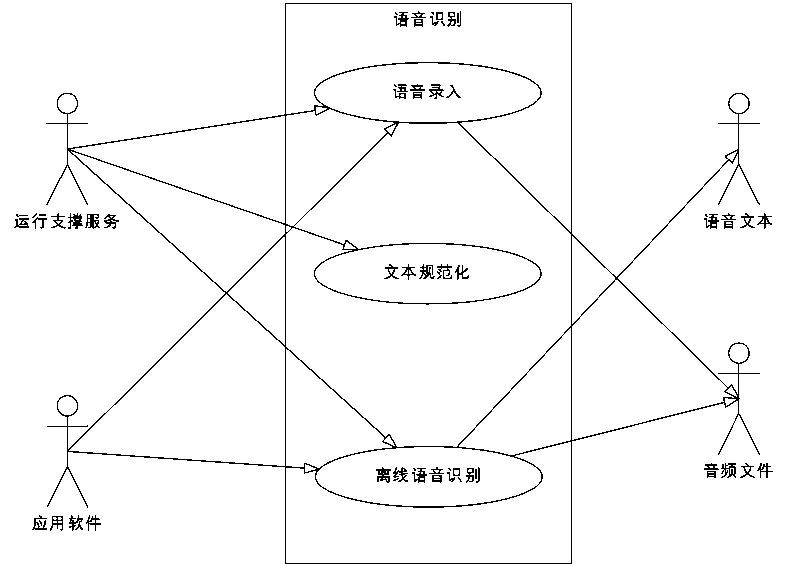 语音识别
语音录入
运行支撑服务
语音文本
文本规范化
离线语音识别
音频文件
应用软件